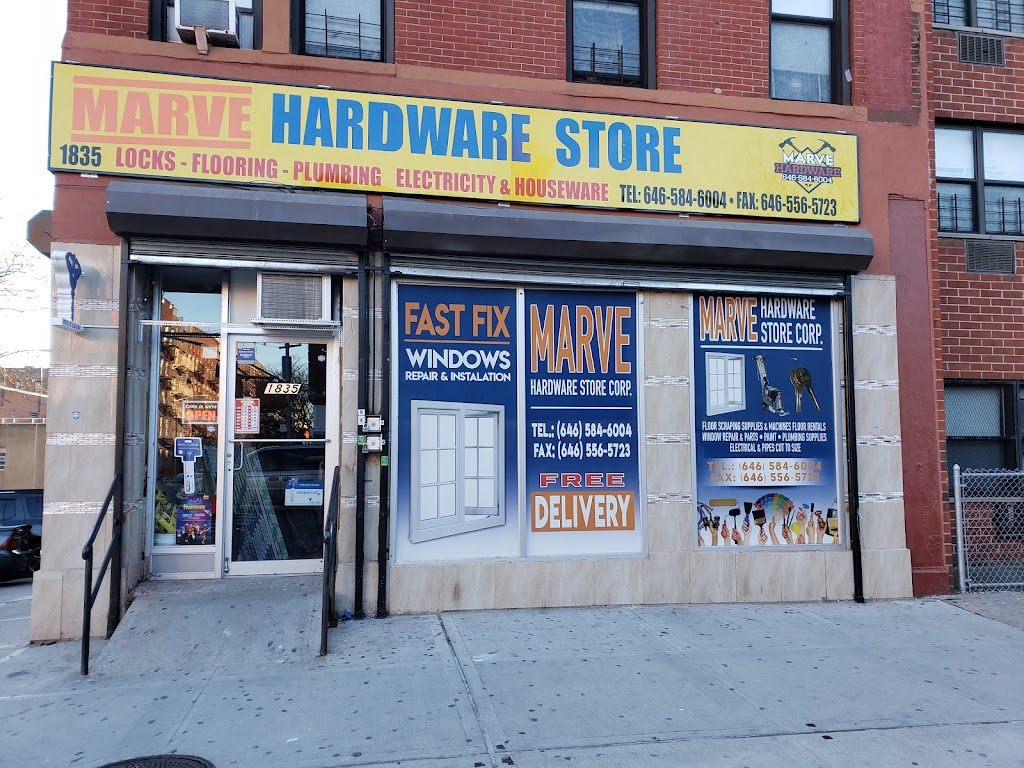 MARVE HARDWARE STORE
1835 LOCKS - FLOORING - PLUMBING ELECTRICITY & HOUSEWARE TEL: 646-584-6004 • FAX: 646-556-5723
MARVE
HARDWARE
646-584-6004
1835
OPEN
FAST FIX
WINDOWS
REPAIR & INSTALATION
MARVE
HARDWARE STORE CORP.
TEL.: (646) 584-6004
FAX: (646) 556-5723
FREE
DELIVERY
MARVE HARDWARE
STORE CORP.
FLOOR SCRAPING SUPPLIES & MACHINES FLOOR RENTALS
WINDOW REPAIR & PARTS • PAINT • PLUMBING SUPPLIES
ELECTRICAL & PIPES CUT TO SIZE
TEL.: (646) 584-6004
FAX: (646) 556-5723